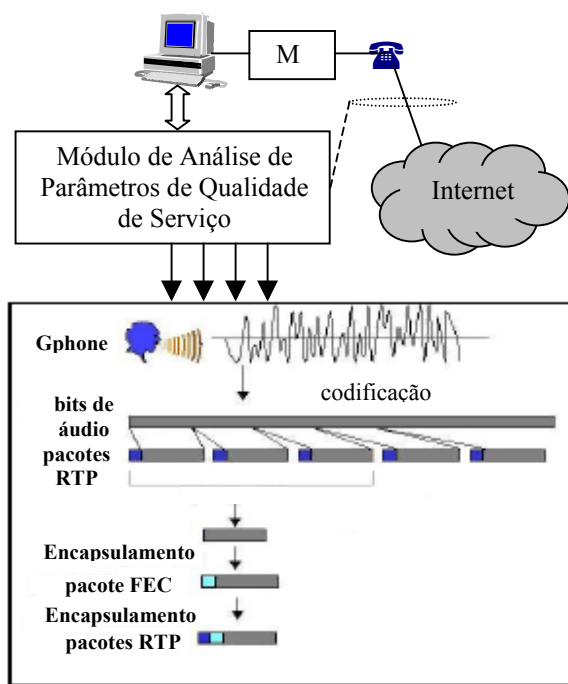 M
Internet
Módulo de Análise de
Parâmetros de Qualidade
de Serviço
Gphone
codificação
bits de
áudio
pacotes
RTP
Encapsulamento
pacote FEC
Encapsulamento
pacotes RTP